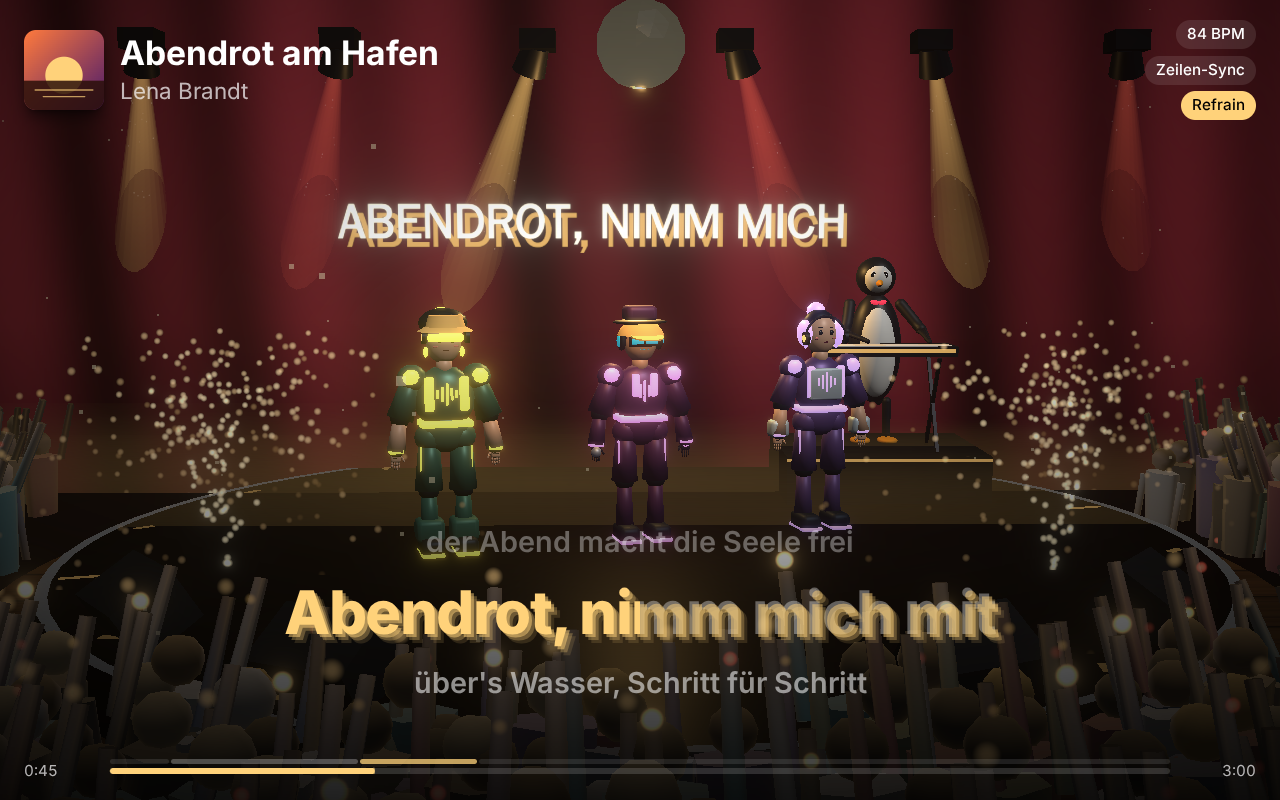 Abendrot am Hafen
Lena Brandt
84 BPM
Zeilen-Sync
Refrain
ABENDROT, NIMM MICH
der Abend macht die Seele frei
Abendrot, nimm mich mit
über's Wasser, Schritt für Schritt
0:45
3:00